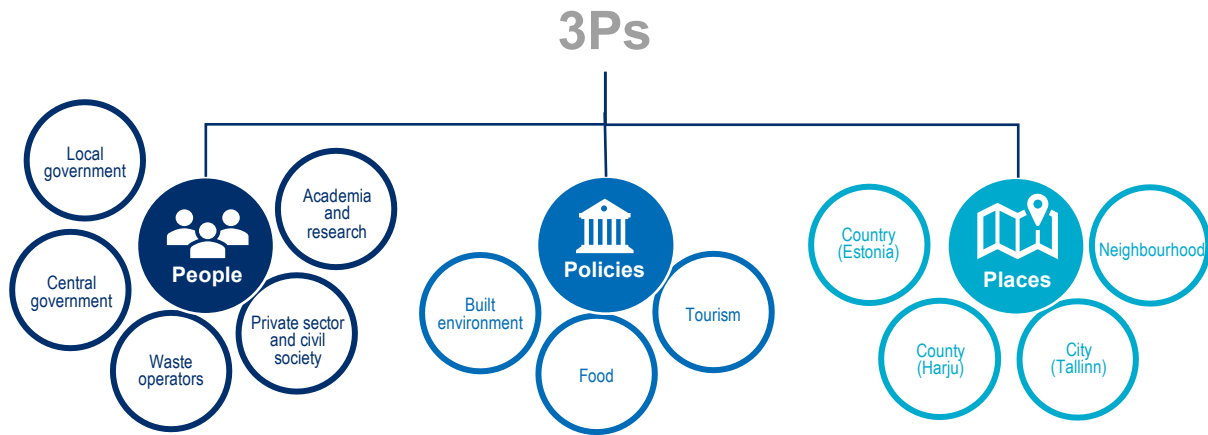 3Ps
Local
government
Central
government
Waste
operators
Private sector
and civil
society
Academia
and
research
People
Policies
Built
environment
Food
Tourism
Places
Country
(Estonia)
County
(Harju)
City
(Tallinn)
Neighbourhood